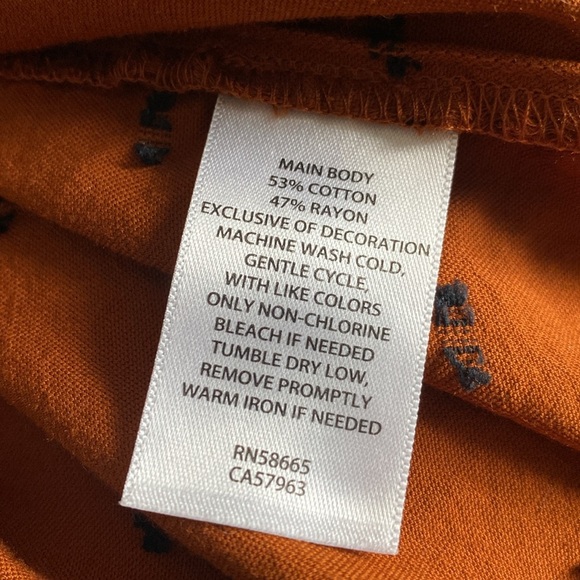 MAIN BODY
53% COTTON
47% RAYON
EXCLUSIVE OF DECORATION
MACHINE WASH COLD,
GENTLE CYCLE,
WITH LIKE COLORS
ONLY NON-CHLORINE
BLEACH IF NEEDED
TUMBLE DRY LOW,
REMOVE PROMPTLY
WARM IRON IF NEEDED
RN58665
CA57963